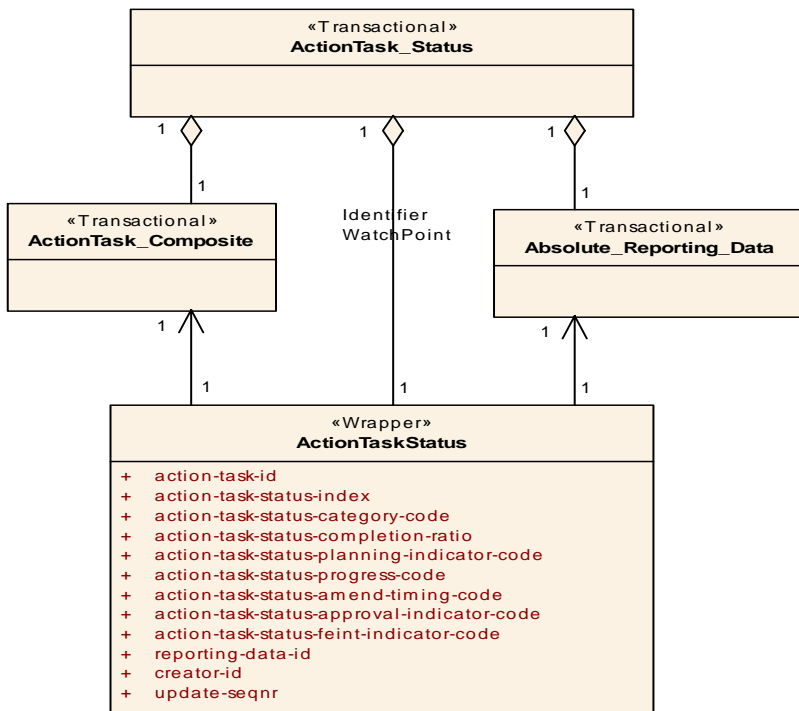 «Transactional»
ActionTask_Status
1
1
1
1
1
«Transactional»
ActionTask_Composite
Identifier
WatchPoint
«Transactional»
Absolute_Reporting_Data
1
1
1
1
1
«Wrapper»
ActionTaskStatus
+ action-task-id
+ action-task-status-index
+ action-task-status-category-code
+ action-task-status-completion-ratio
+ action-task-status-planning-indicator-code
+ action-task-status-progress-code
+ action-task-status-amend-timing-code
+ action-task-status-approval-indicator-code
+ action-task-status-feint-indicator-code
+ reporting-data-id
+ creator-id
+ update-seqnr